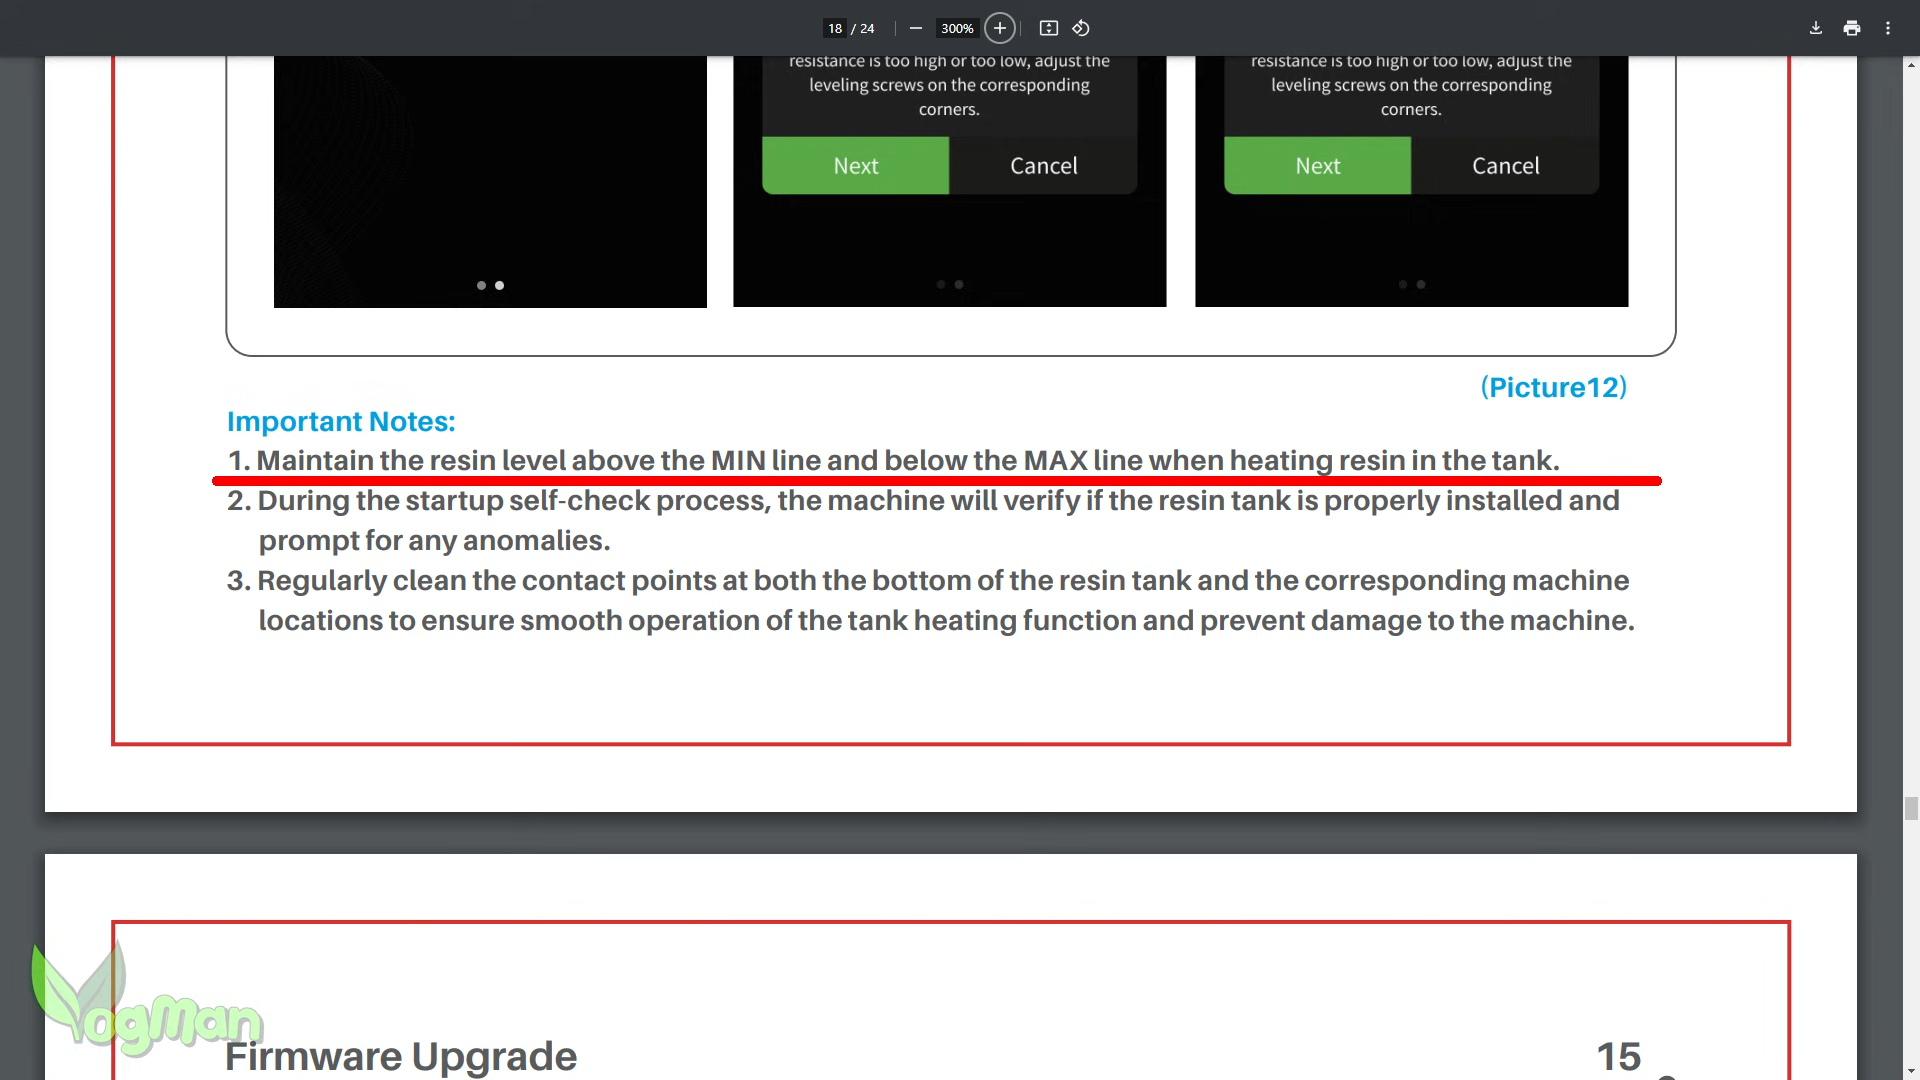 18 / 24
300%
resistance is too high or too low, adjust the
leveling screws on the corresponding
corners.
Next
Cancel
resistance is too high or too low, adjust the
leveling screws on the corresponding
corners.
Next
Cancel
(Picture12)
Important Notes:
1. Maintain the resin level above the MIN line and below the MAX line when heating resin in the tank.
2. During the startup self-check process, the machine will verify if the resin tank is properly installed and
prompt for any anomalies.
3. Regularly clean the contact points at both the bottom of the resin tank and the corresponding machine
locations to ensure smooth operation of the tank heating function and prevent damage to the machine.
YogMan
Firmware Upgrade
15